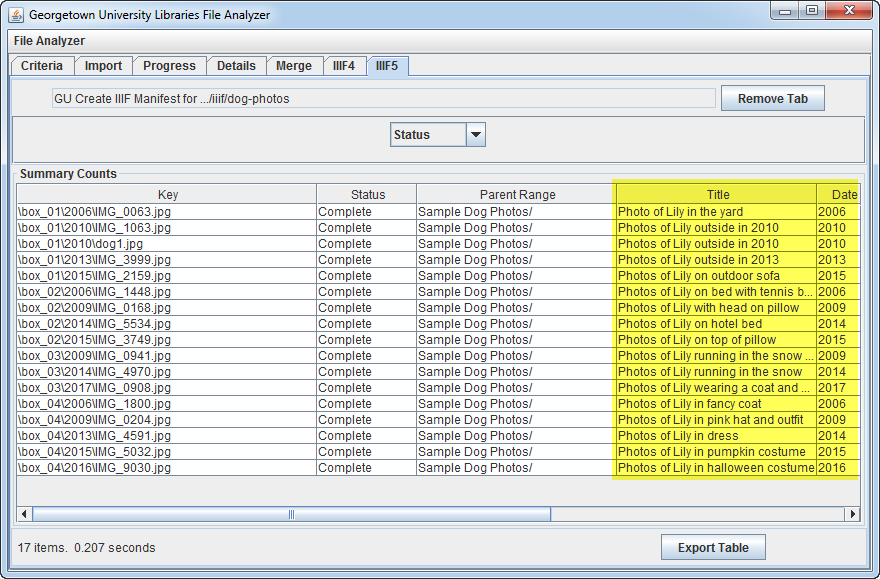 Georgetown University Libraries File Analyzer
File Analyzer
Criteria Import Progress Details Merge IIIF4 IIIF5
GU Create IIIF Manifest for .../iiif/dog-photos Remove Tab
Status
Summary Counts
Key Status Parent Range Title Date
\box_01\2006\IMG_0063.jpg Complete Sample Dog Photos/ Photo of Lily in the yard 2006
\box_01\2010\IMG_1063.jpg Complete Sample Dog Photos/ Photos of Lily outside in 2010 2010
\box_01\2010\dog1.jpg Complete Sample Dog Photos/ Photos of Lily outside in 2010 2010
\box_01\2013\IMG_3999.jpg Complete Sample Dog Photos/ Photos of Lily outside in 2013 2013
\box_01\2015\IMG_2159.jpg Complete Sample Dog Photos/ Photos of Lily on outdoor sofa 2015
\box_02\2006\IMG_1448.jpg Complete Sample Dog Photos/ Photos of Lily on bed with tennis b... 2006
\box_02\2009\IMG_0168.jpg Complete Sample Dog Photos/ Photos of Lily with head on pillow 2009
\box_02\2014\IMG_5534.jpg Complete Sample Dog Photos/ Photos of Lily on hotel bed 2014
\box_02\2015\IMG_3749.jpg Complete Sample Dog Photos/ Photos of Lily on top of pillow 2015
\box_03\2009\IMG_0941.jpg Complete Sample Dog Photos/ Photos of Lily running in the snow ... 2009
\box_03\2014\IMG_4970.jpg Complete Sample Dog Photos/ Photos of Lily running in the snow 2014
\box_03\2017\IMG_0908.jpg Complete Sample Dog Photos/ Photos of Lily wearing a coat and ... 2017
\box_04\2006\IMG_1800.jpg Complete Sample Dog Photos/ Photos of Lily in fancy coat 2006
\box_04\2009\IMG_0204.jpg Complete Sample Dog Photos/ Photos of Lily in pink hat and outfit 2009
\box_04\2013\IMG_4591.jpg Complete Sample Dog Photos/ Photos of Lily in dress 2014
\box_04\2015\IMG_5032.jpg Complete Sample Dog Photos/ Photos of Lily in pumpkin costume 2015
\box_04\2016\IMG_9030.jpg Complete Sample Dog Photos/ Photos of Lily in halloween costume 2016
17 items. 0.207 seconds Export Table